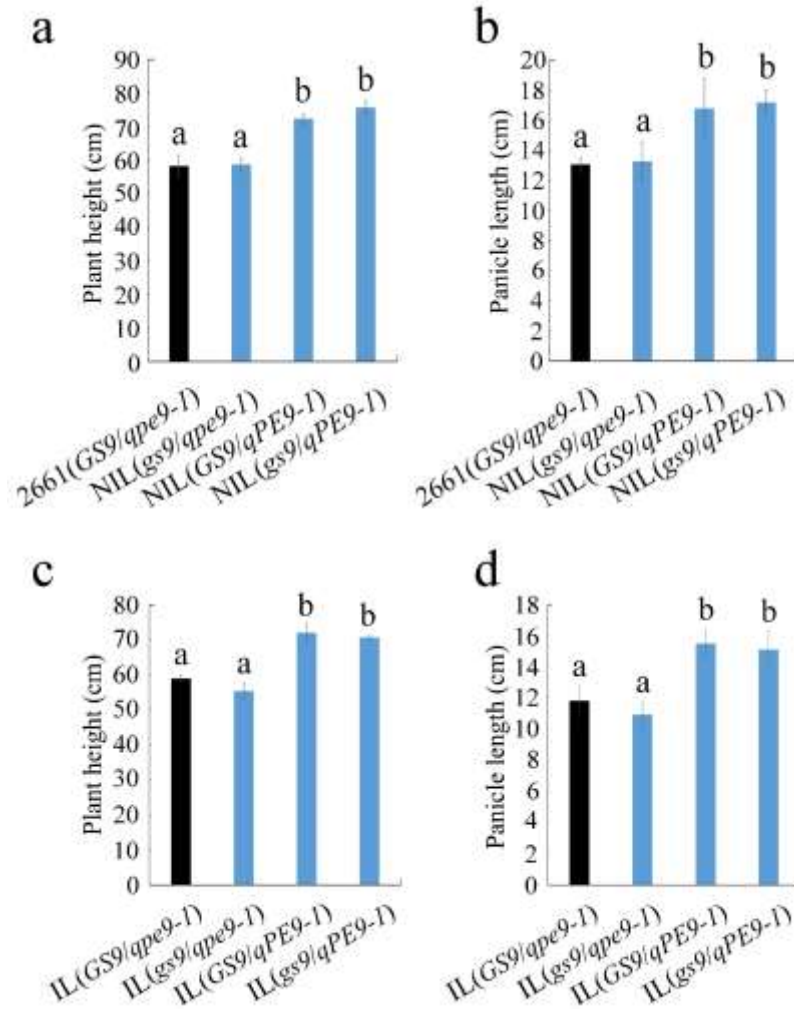 a
Plant height (cm)
90
80
70
60
50
40
30
20
10
0
a
a
b
b
2661(GS9/qpe9-1)
NIL(gs9/qpe9-1)
NIL(GS9/qPE9-1)
NIL(gs9/qPE9-1)
b
Panicle length (cm)
20
18
16
14
12
10
8
6
4
2
0
a
a
b
b
2661(GS9/qpe9-1)
NIL(gs9/qpe9-1)
NIL(GS9/qPE9-1)
NIL(gs9/qPE9-1)
c
Plant height (cm)
80
70
60
50
40
30
20
10
0
a
a
b
b
IL(GS9/qpe9-1)
IL(gs9/qpe9-1)
IL(GS9/qPE9-1)
IL(gs9/qPE9-1)
d
Panicle length (cm)
18
16
14
12
10
8
6
4
2
0
a
a
b
b
IL(GS9/qpe9-1)
IL(gs9/qpe9-1)
IL(GS9/qPE9-1)
IL(gs9/qPE9-1)